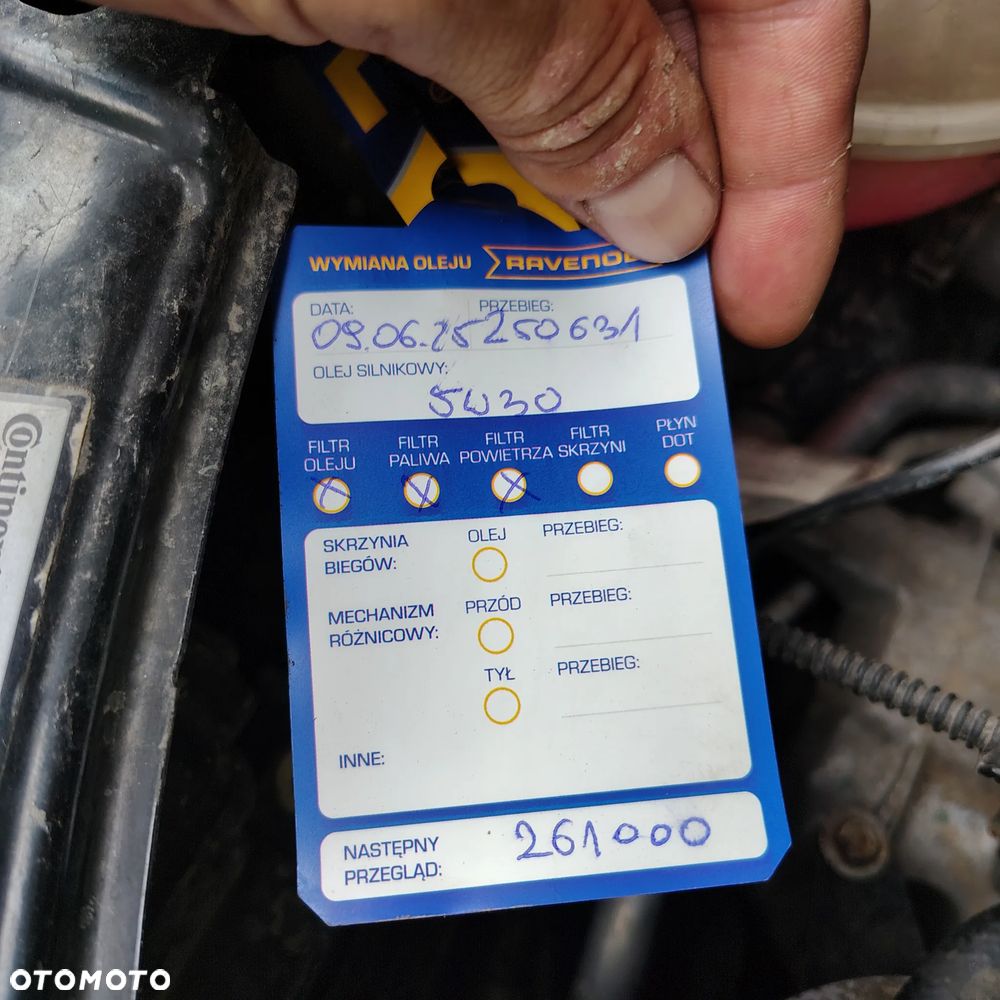 WYMIANA OLEJU RAVENOL
DATA: PRZEBIEG:
09.06.25 250631
OLEJ SILNIKOWY:
5W30
FILTR OLEJU FILTR PALIWA FILTR POWIETRZA FILTR SKRZYNI PŁYN DOT
SKRZYNIA BIEGÓW: OLEJ PRZEBIEG:
MECHANIZM RÓŻNICOWY: PRZÓD PRZEBIEG:
TYŁ PRZEBIEG:
INNE:
NASTĘPNY PRZEGLĄD: 261000
OTOMOTO